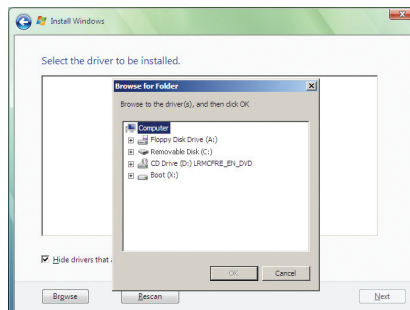 Install Windows
Select the driver to be installed.
Browse for Folder
Browse to the driver(s), and then click OK
Computer
Floppy Disk Drive (A:)
Removable Disk (C:)
CD Drive (D:) LRMCFRE_EN_DVD
Boot (X:)
Hide drivers that
OK
Cancel
Browse
Rescan
Next